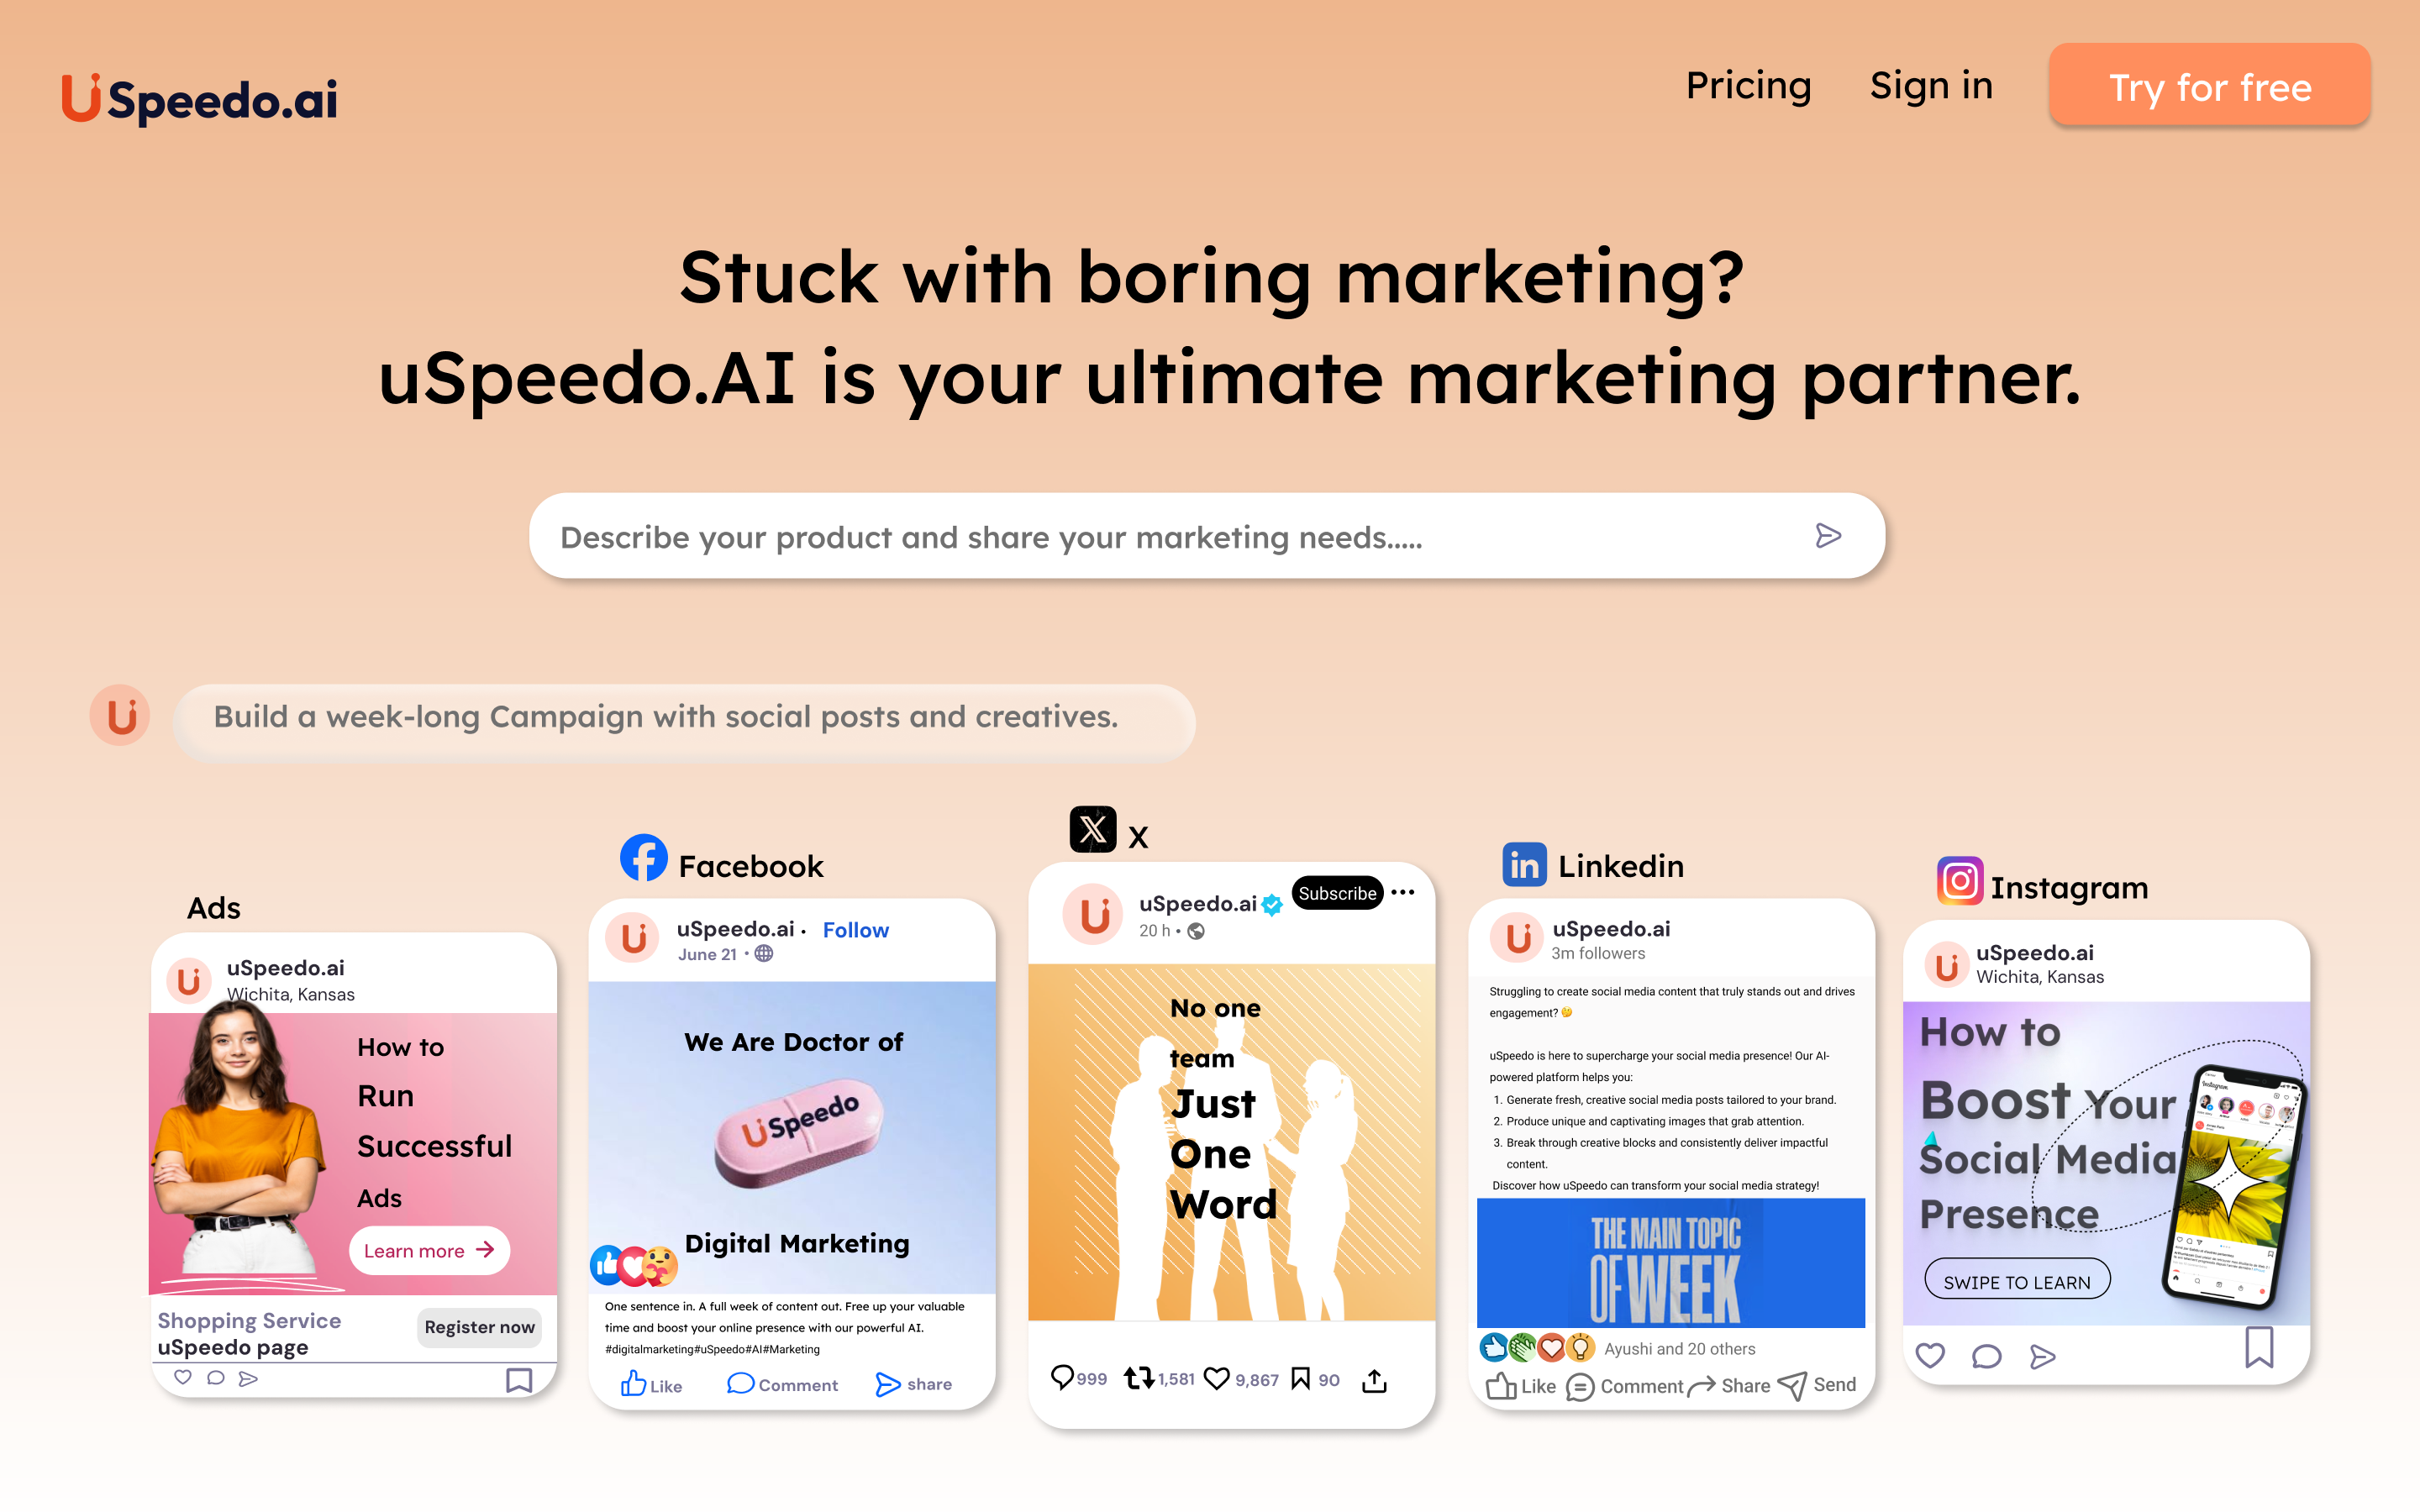 USpeedo.ai
Pricing
Sign in
Try for free
Stuck with boring marketing?
uSpeedo.AI is your ultimate marketing partner.
Describe your product and share your marketing needs.....
Build a week-long Campaign with social posts and creatives.
Ads
uSpeedo.ai
Wichita, Kansas
How to
Run
Successful
Ads
Learn more
Shopping Service
uSpeedo page
Register now
Facebook
uSpeedo.ai · Follow
June 21 •
We Are Doctor of
USpeedo
Digital Marketing
One sentence in. A full week of content out. Free up your valuable
time and boost your online presence with our powerful AI.
#digitalmarketing#uSpeedo#AI#Marketing
Like
Comment
share
X
uSpeedo.ai
Subscribe
20 h •
No one
team
Just
One
Word
999
1,581
9,867
90
Linkedin
uSpeedo.ai
3m followers
Struggling to create social media content that truly stands out and drives
engagement? 🤔
uSpeedo is here to supercharge your social media presence! Our AI-
powered platform helps you:
1. Generate fresh, creative social media posts tailored to your brand.
2. Produce unique and captivating images that grab attention.
3. Break through creative blocks and consistently deliver impactful
content.
Discover how uSpeedo can transform your social media strategy!
THE MAIN TOPIC
OF WEEK
Ayushi and 20 others
Like
Comment
Share
Send
Instagram
uSpeedo.ai
Wichita, Kansas
How to
Boost Your
Social Media
Presence
SWIPE TO LEARN
Instagram